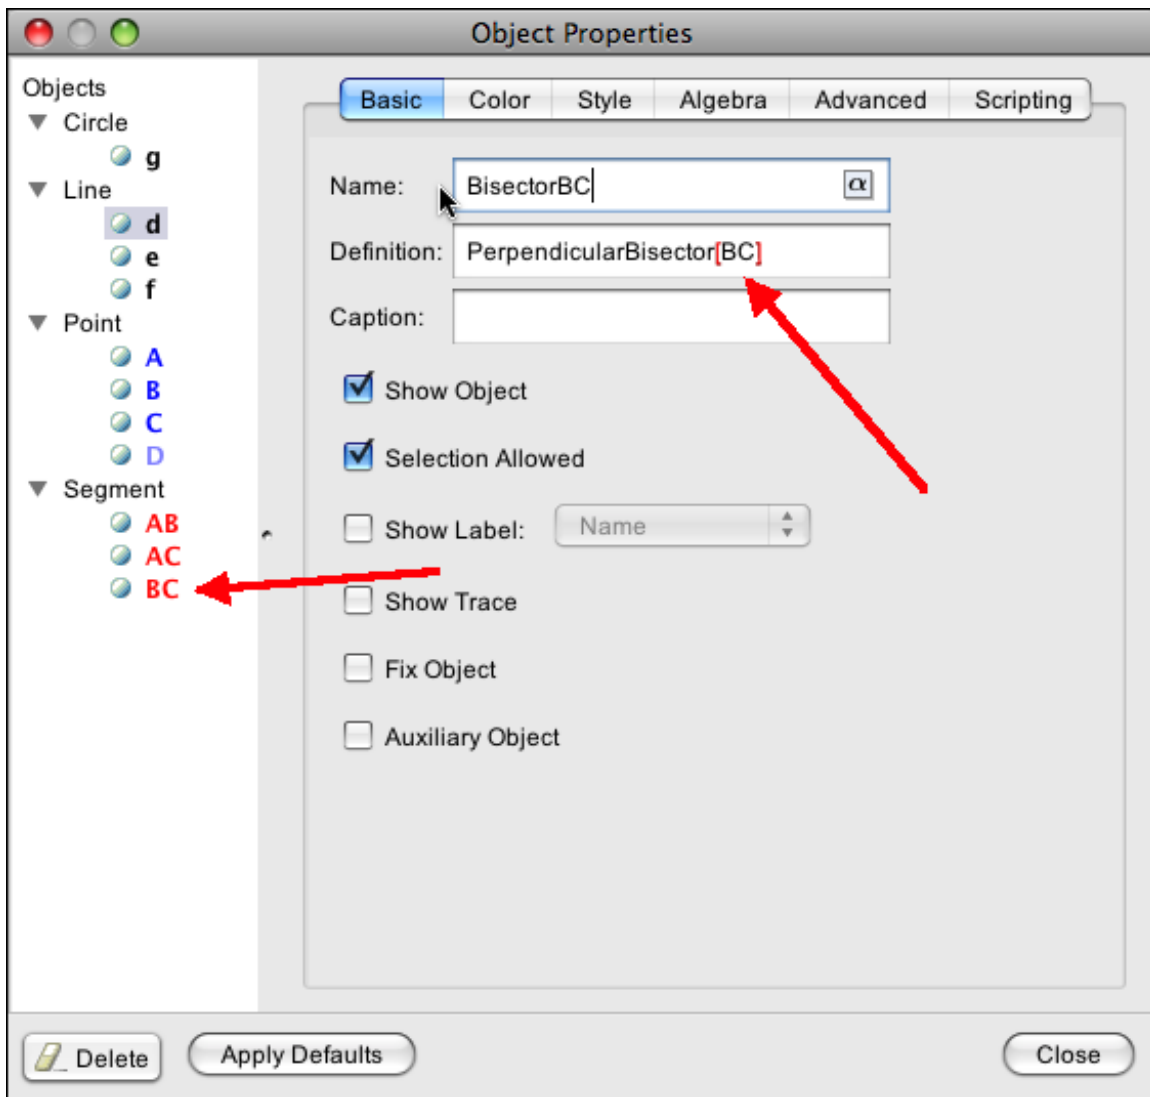 Object Properties
Objects
Circle
g
Line
d
e
f
Point
A
B
C
D
Segment
AB
AC
BC
Basic Color Style Algebra Advanced Scripting
Name: BisectorBC α
Definition: PerpendicularBisector[BC]
Caption:
Show Object
Selection Allowed
Show Label: Name
Show Trace
Fix Object
Auxiliary Object
Delete Apply Defaults Close